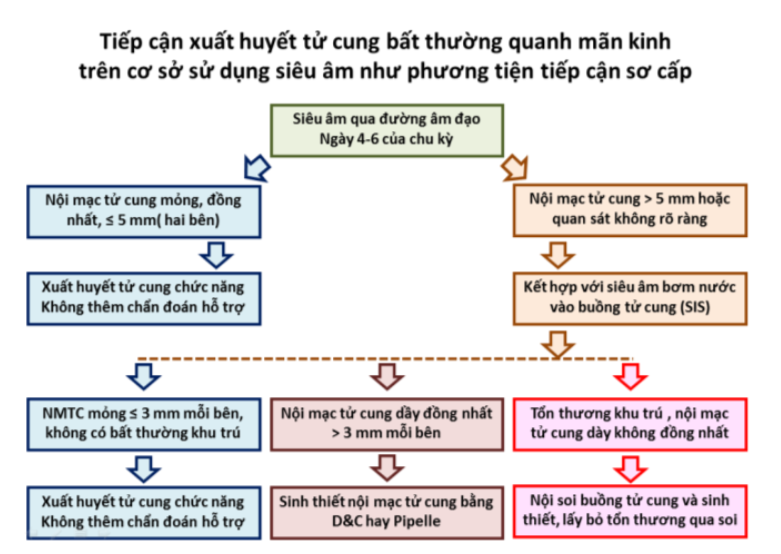 Tiếp cận xuất huyết tử cung bất thường quanh mãn kinh
trên cơ sở sử dụng siêu âm như phương tiện tiếp cận sơ cấp
Siêu âm qua đường âm đạo
Ngày 4-6 của chu kỳ
Nội mạc tử cung mỏng, đồng
nhất, ≤ 5 mm( hai bên)
Nội mạc tử cung > 5 mm hoặc
quan sát không rõ ràng
Xuất huyết tử cung chức năng
Không thêm chẩn đoán hỗ trợ
Kết hợp với siêu âm bơm nước
vào buồng tử cung (SIS)
NMTC mỏng ≤ 3 mm mỗi bên,
không có bất thường khu trú
Nội mạc tử cung dầy đồng nhất
> 3 mm mỗi bên
Tổn thương khu trú , nội mạc
tử cung dày không đồng nhất
Xuất huyết tử cung chức năng
Không thêm chẩn đoán hỗ trợ
Sinh thiết nội mạc tử cung bằng
D&C hay Pipelle
Nội soi buồng tử cung và sinh
thiết, lấy bỏ tổn thương qua soi